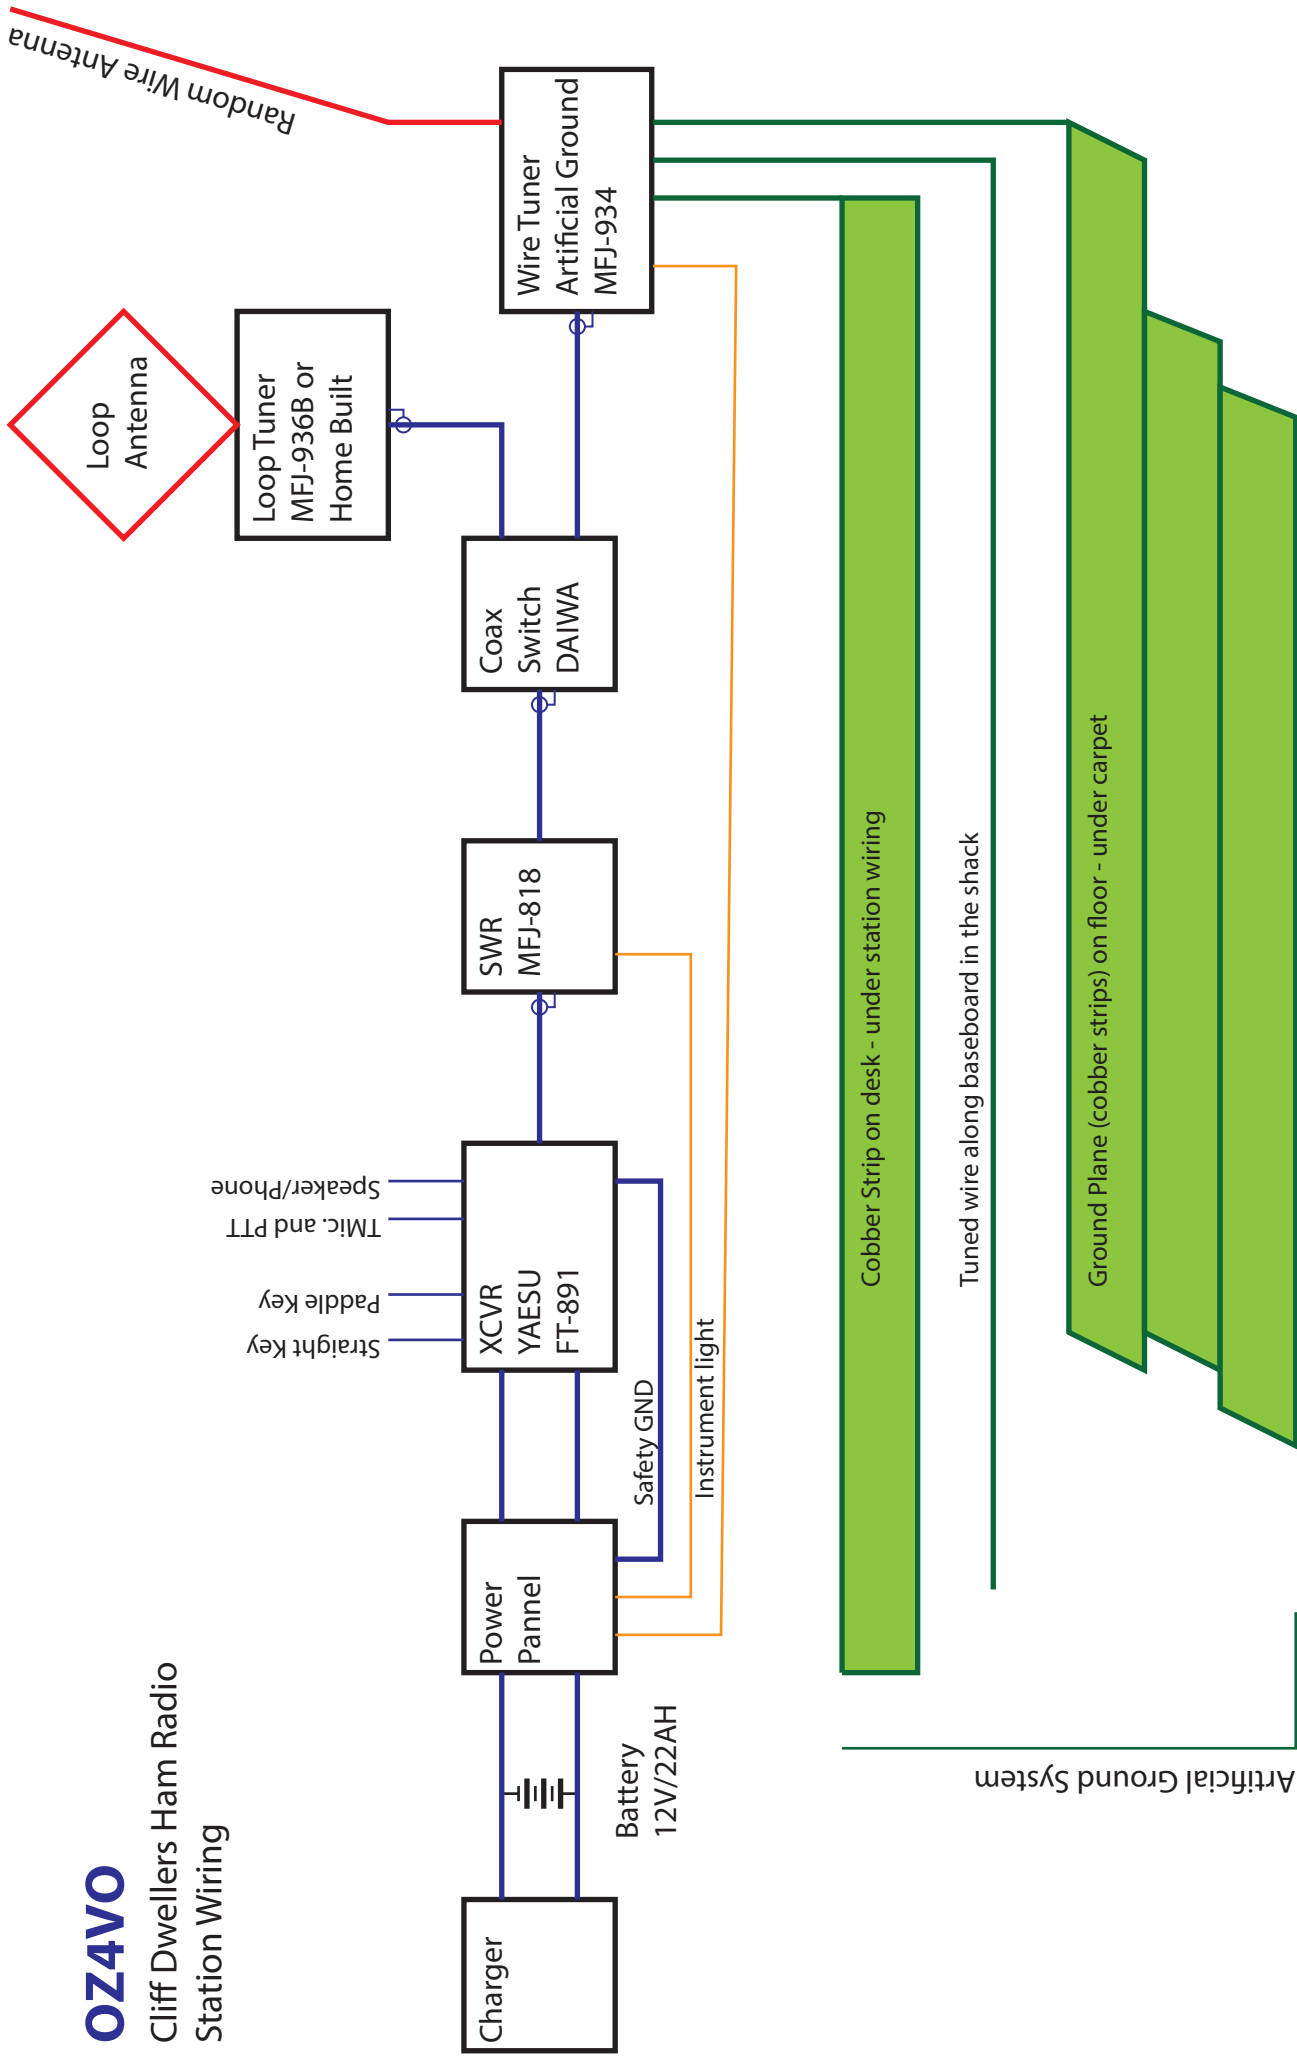 OZ4VO
Cliff Dwellers Ham Radio
Station Wiring
Charger
Battery
12V/22AH
Power
Pannel
Safety GND
Instrument light
Straight Key
Paddle Key
TMic. and PTT
Speaker/Phone
XCVR
YAESU
FT-891
SWR
MFJ-818
Coax
Switch
DAIWA
Loop Tuner
MFJ-936B or
Home Built
Loop
Antenna
Wire Tuner
Artificial Ground
MFJ-934
Random Wire Antenna
Artificial Ground System
Cobber Strip on desk - under station wiring
Tuned wire along baseboard in the shack
Ground Plane (cobber strips) on floor - under carpet